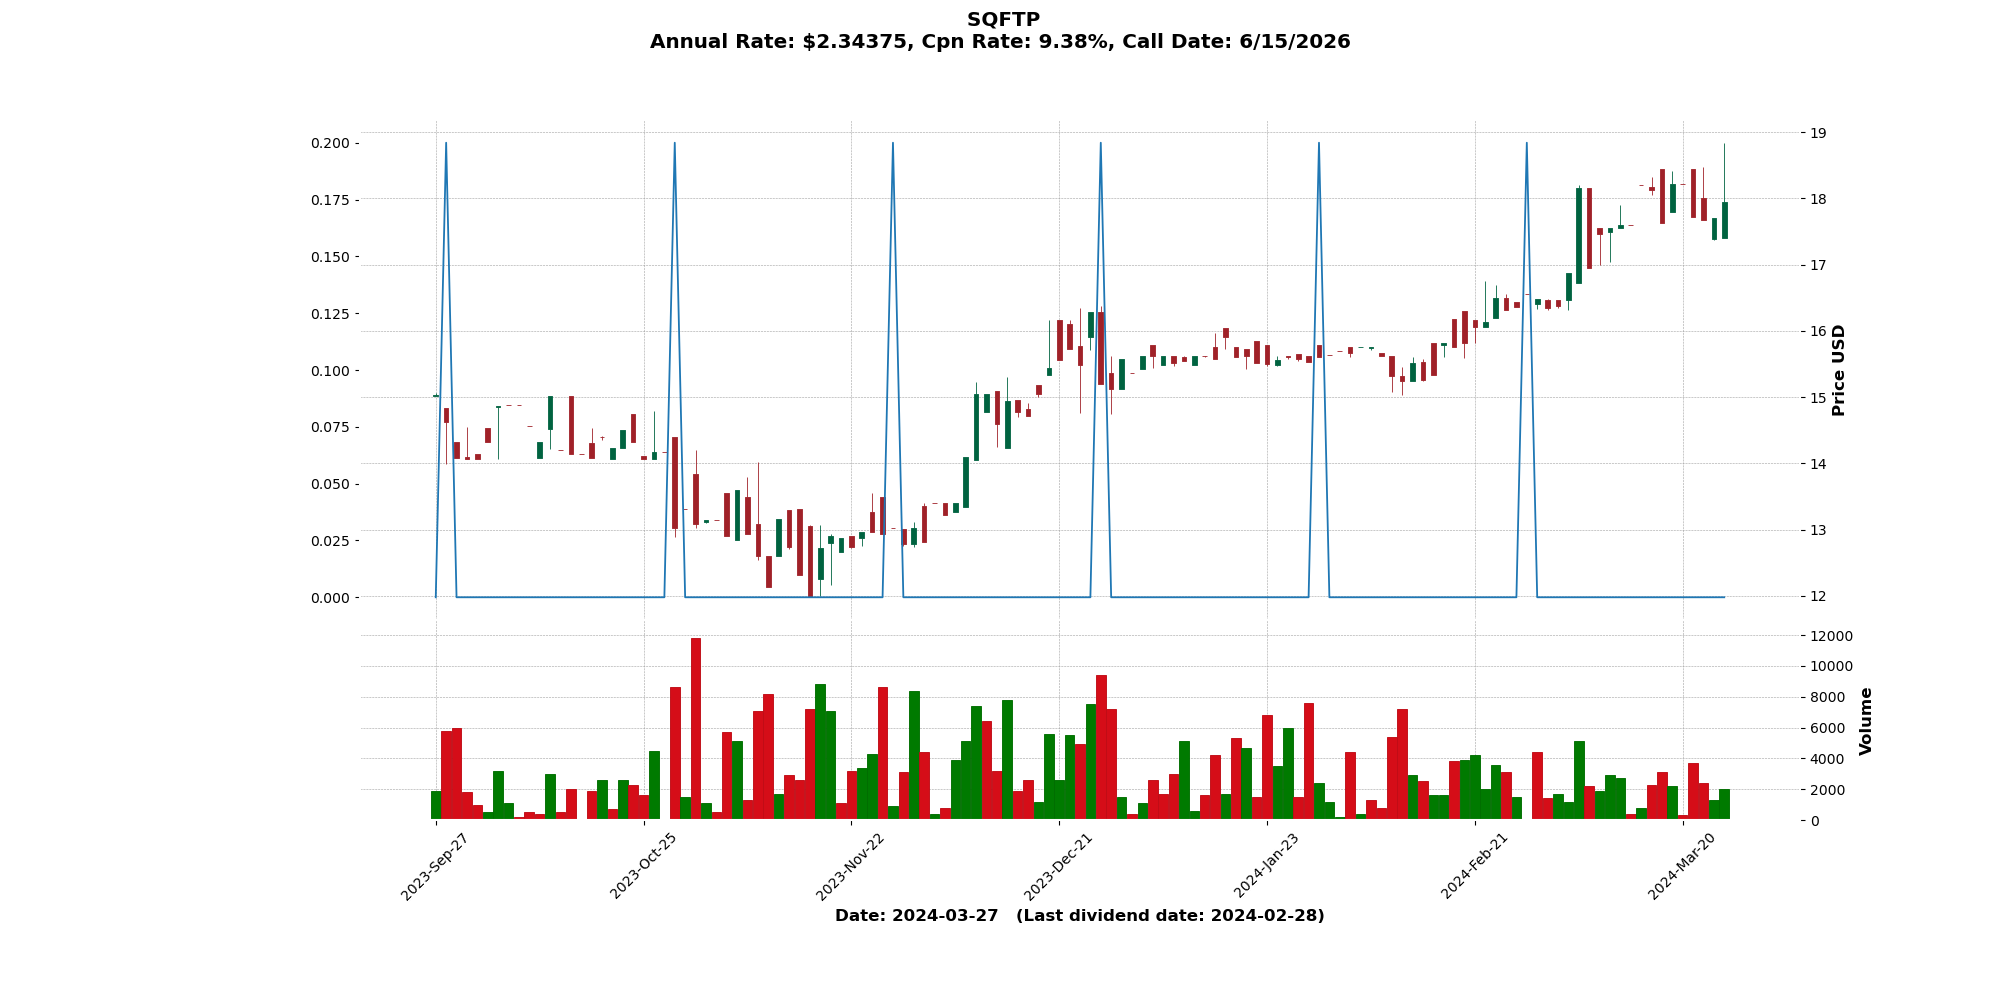 SQFTP
Annual Rate: $2.34375, Cpn Rate: 9.38%, Call Date: 6/15/2026
0.200
0.175
0.150
0.125
0.100
0.075
0.050
0.025
0.000
19
18
17
16
15
14
13
12
Price USD
12000
10000
8000
6000
4000
2000
0
Volume
2023-Sep-27
2023-Oct-25
2023-Nov-22
2023-Dec-21
2024-Jan-23
2024-Feb-21
2024-Mar-20
Date: 2024-03-27 (Last dividend date: 2024-02-28)